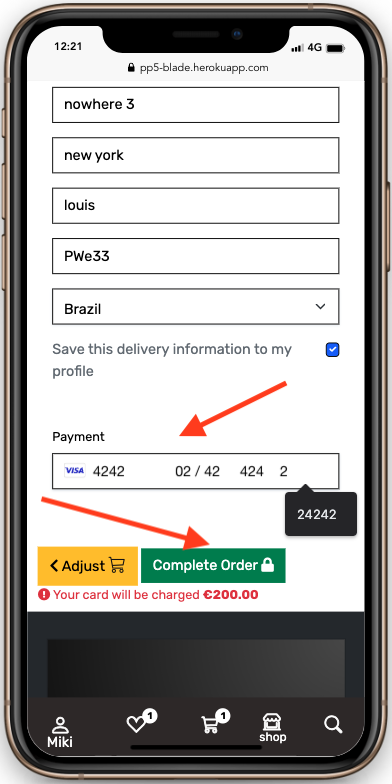 12:21
4G
pp5-blade.herokuapp.com
nowhere 3
new york
louis
PWe33
Brazil
Save this delivery information to my
profile
Payment
VISA 4242 02 / 42 424 2
24242
Adjust Complete Order
Your card will be charged €200.00
1 1
Miki shop